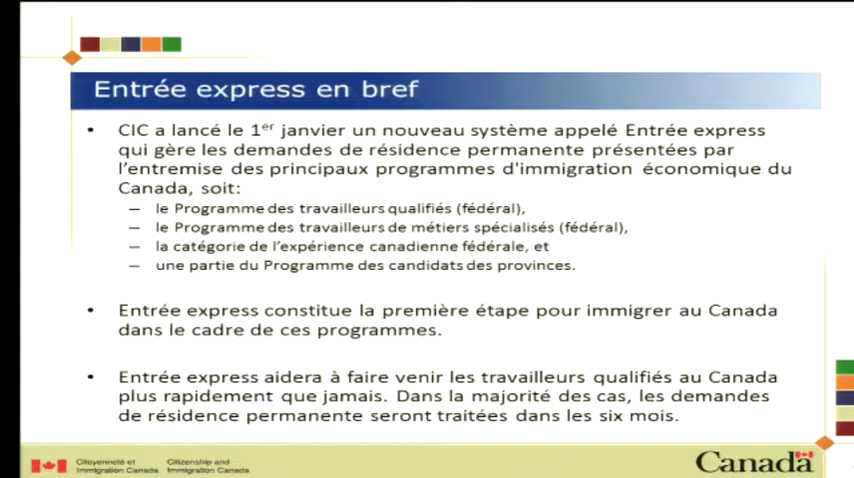 Entrée express en bref
• CIC a lancé le 1er janvier un nouveau système appelé Entrée express
qui gère les demandes de résidence permanente présentées par
l'entremise des principaux programmes d'immigration économique du
Canada, soit:
– le Programme des travailleurs qualifiés (fédéral),
– le Programme des travailleurs de métiers spécialisés (fédéral),
– la catégorie de l'expérience canadienne fédérale, et
– une partie du Programme des candidats des provinces.
• Entrée express constitue la première étape pour immigrer au Canada
dans le cadre de ces programmes.
• Entrée express aidera à faire venir les travailleurs qualifiés au Canada
plus rapidement que jamais. Dans la majorité des cas, les demandes
de résidence permanente seront traitées dans les six mois.
Citoyenneté et
Immigration Canada
Citizenship and
Immigration Canada
Canada